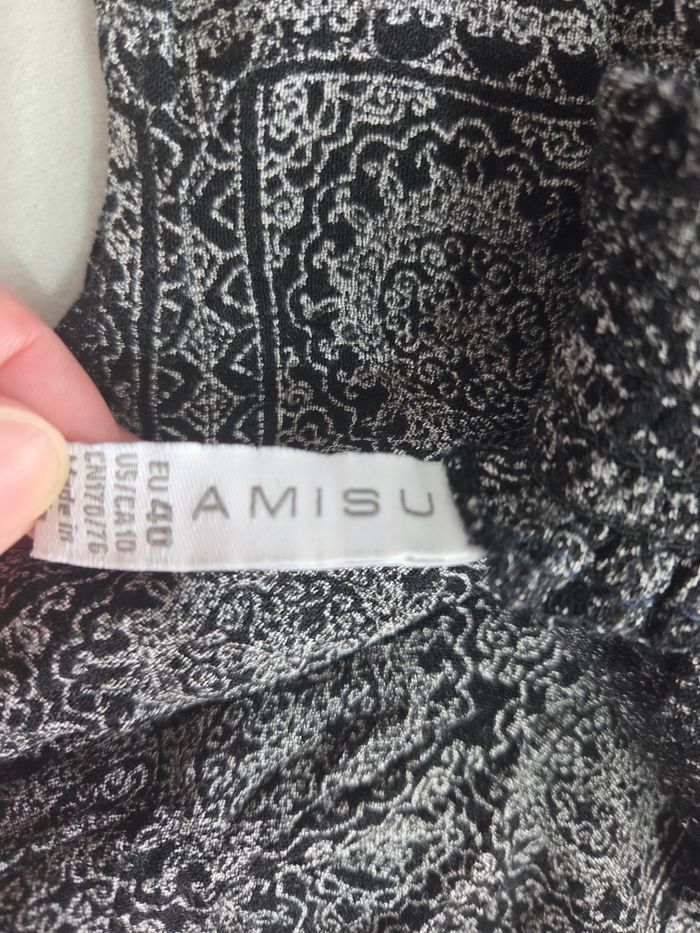 AMISU
EU 40
US/CA 10
CN170/76
Made in